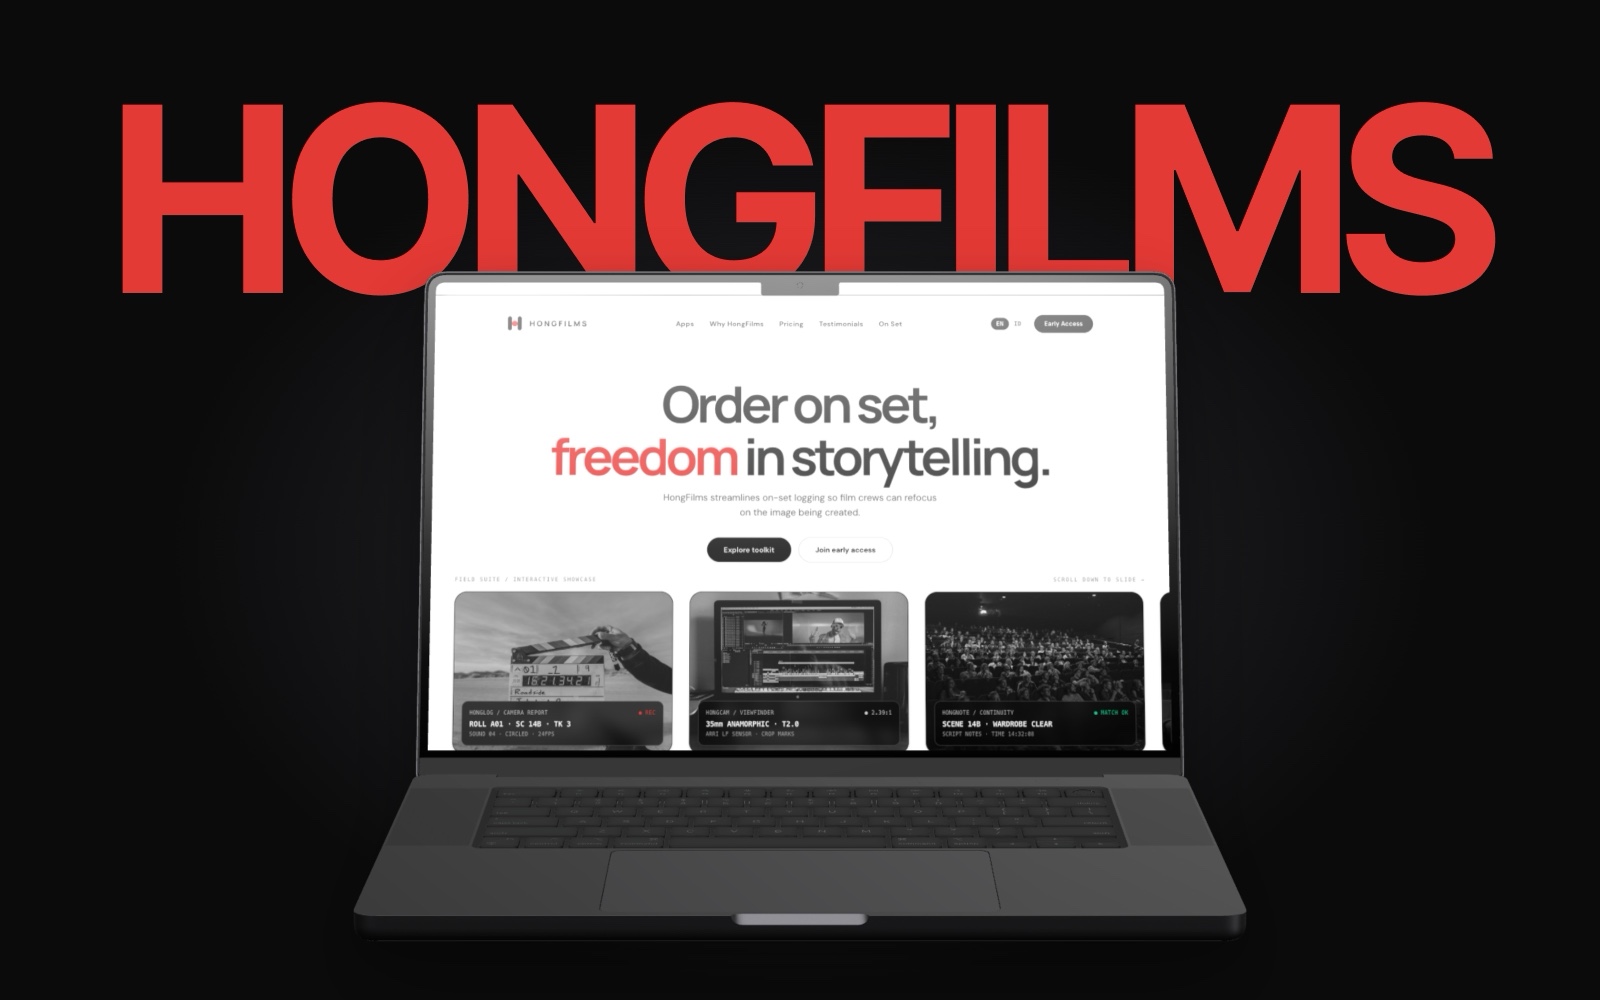 HONGFILMS
HONGFILMS
Apps Why HongFilms Pricing Testimonials On Set
EN ID Early Access
Order on set,
freedom in storytelling.
HongFilms streamlines on-set logging so film crews can refocus
on the image being created.
Explore toolkit Join early access
FIELD SUITE / INTERACTIVE SHOWCASE
SCROLL DOWN TO SLIDE
Roadside
HONGLOG / CAMERA REPORT ● REC
ROLL A01 · SC 14B · TK 3
SOUND 04 · CIRCLED · 24FPS
HONGCAM / VIEWFINDER ● 2.39:1
35mm ANAMORPHIC · T2.0
ARRI LF SENSOR · CROP MARKS
HONGNOTE / CONTINUITY ● MATCH OK
SCENE 14B · WARDROBE CLEAR
SCRIPT NOTES · TIME 14:32:08